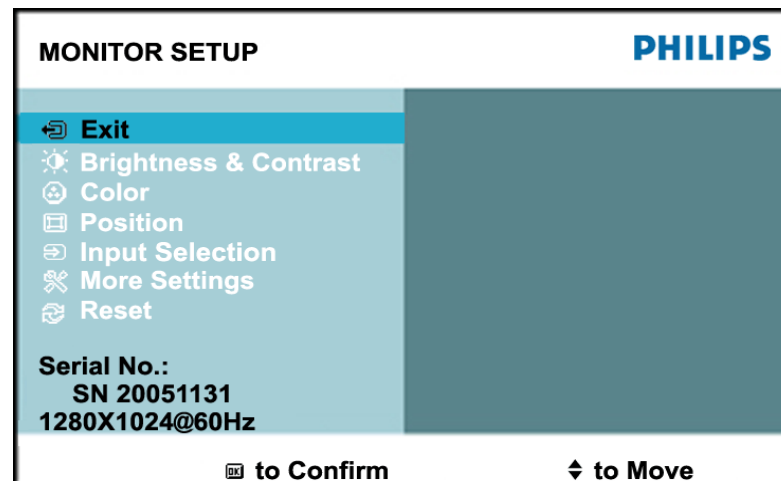 MONITOR SETUP
PHILIPS
Exit
Brightness & Contrast
Color
Position
Input Selection
More Settings
Reset
Serial No.:
SN 20051131
1280X1024@60Hz
OK to Confirm
to Move